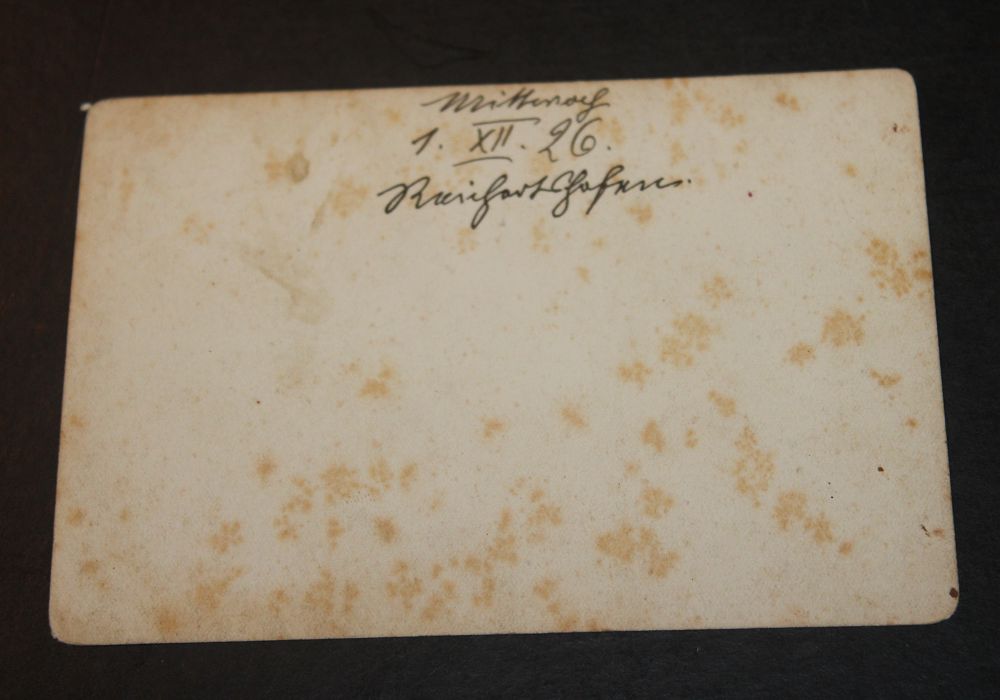 Mittwoch
1. XII. 26.
Reichertshofen.